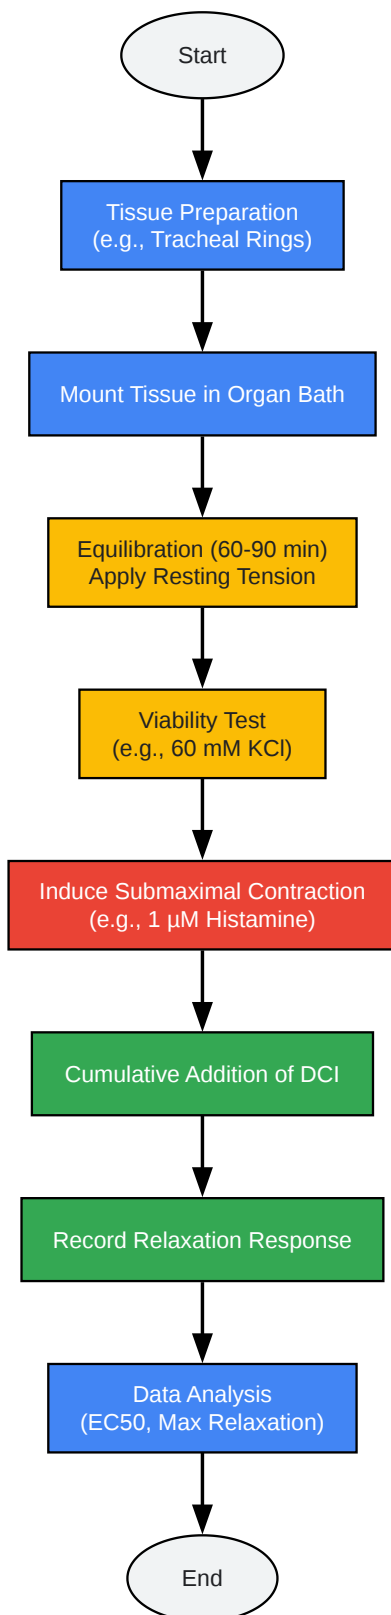 Start
Tissue Preparation
(e.g., Tracheal Rings)
Mount Tissue in Organ Bath
Equilibration (60-90 min)
Apply Resting Tension
Viability Test
(e.g., 60 mM KCl)
Induce Submaximal Contraction
(e.g., 1 µM Histamine)
Cumulative Addition of DCI
Record Relaxation Response
Data Analysis
(EC50, Max Relaxation)
End